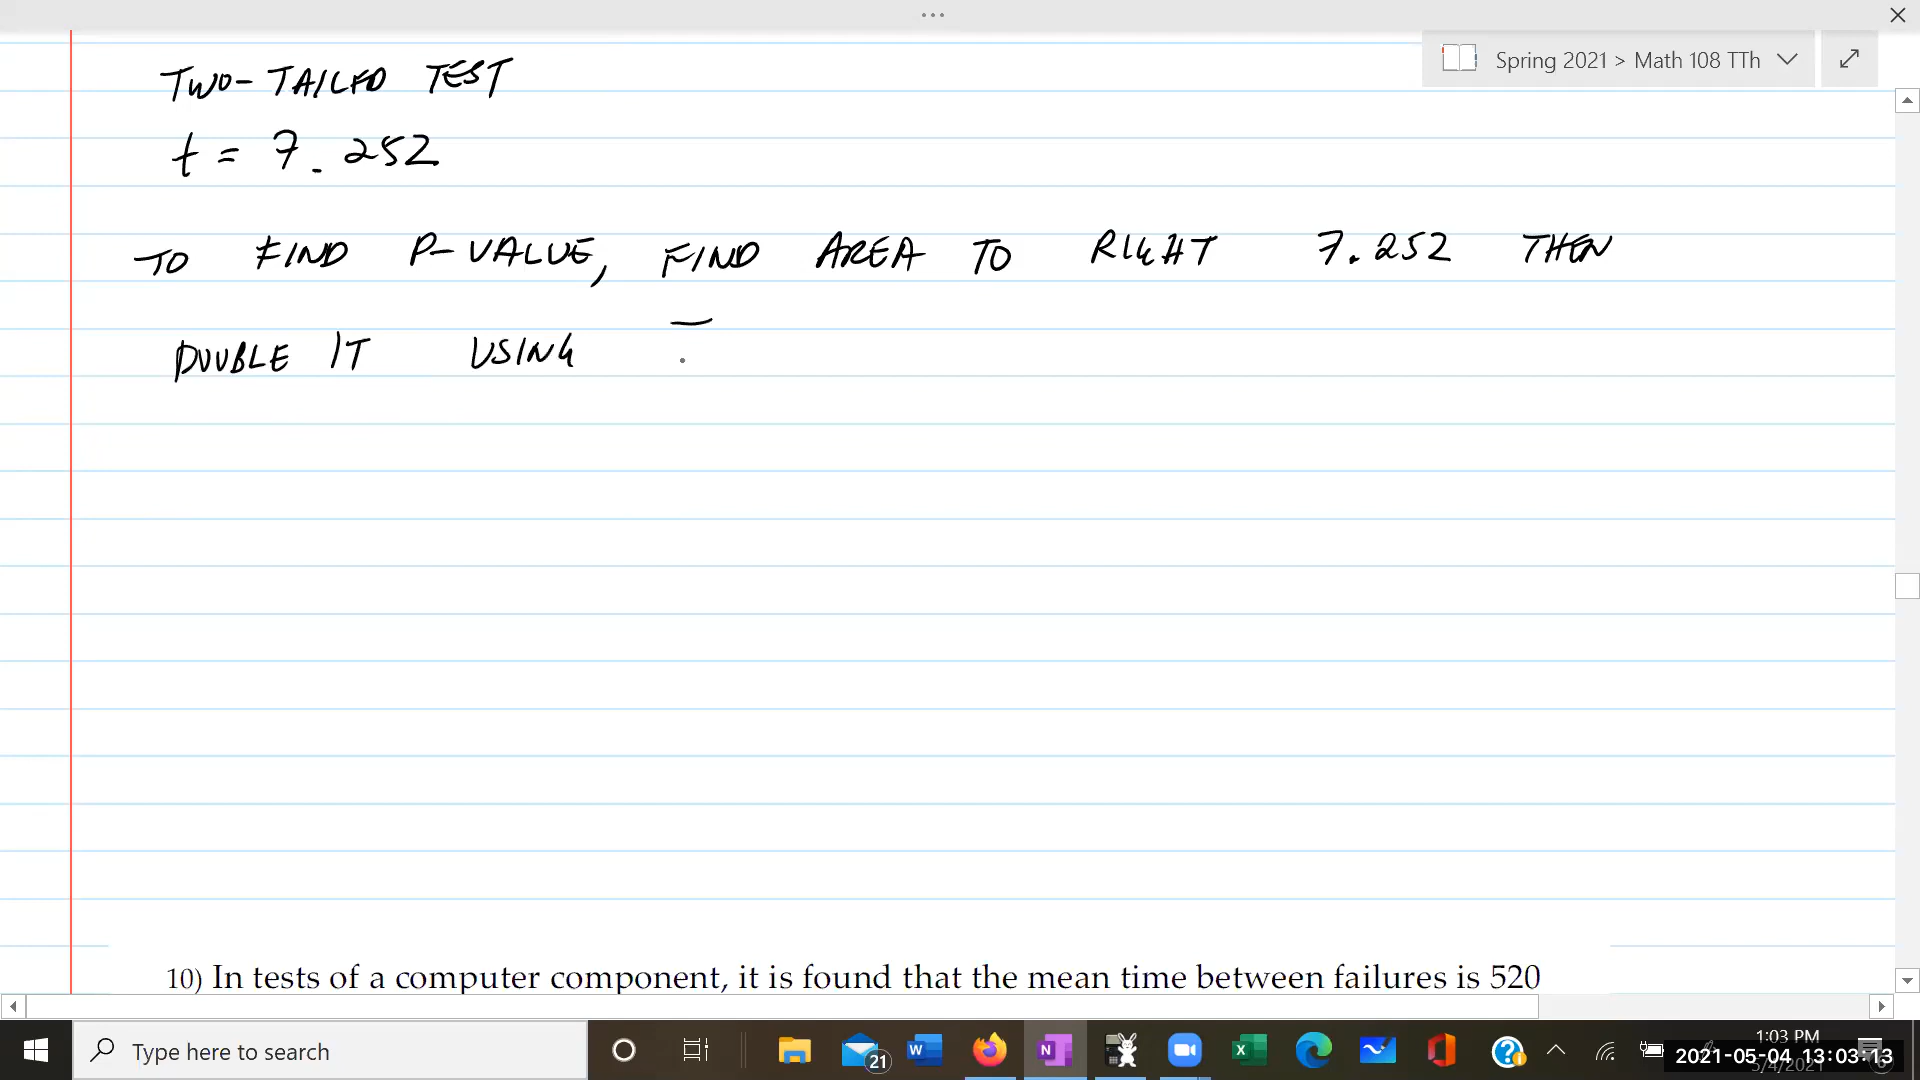 ...
Spring 2021 > Math 108 TTh
TWO-TAILED TEST
t = 7.252
TO FIND P-VALUE, FIND AREA TO RIGHT 7.252 THEN
DOUBLE IT USING
10) In tests of a computer component, it is found that the mean time between failures is 520
Type here to search
21
1:03 PM
2021-05-04 13:03:13